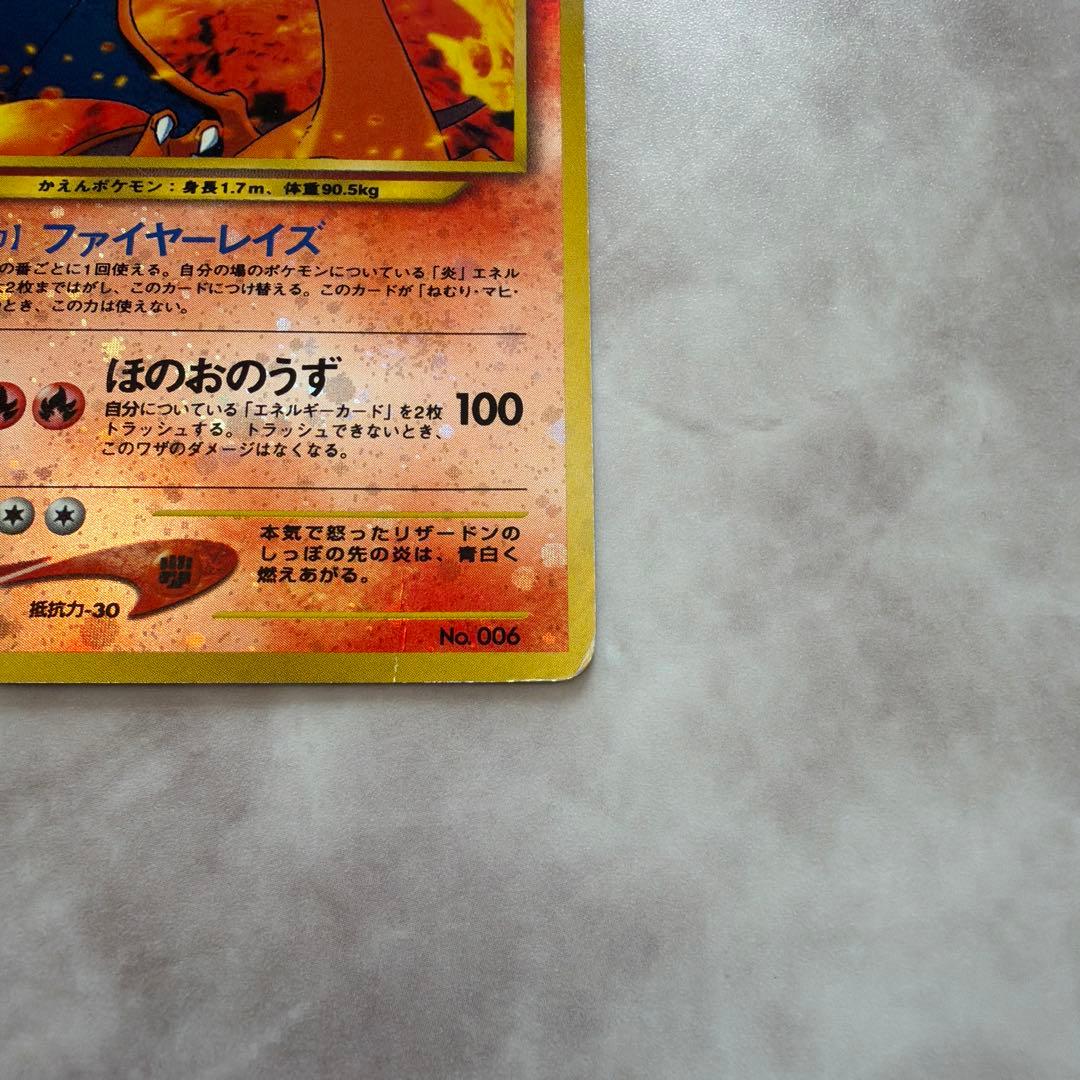 かえんポケモン：身長1.7m、体重90.5kg
】 ファイヤーレイズ
の番ごとに1回使える。自分の場のポケモンについている「炎」エネル
2枚まではがし、このカードにつけ替える。このカードが「ねむり・マヒ・
とき、この力は使えない。
ほのおのうず
自分についている「エネルギーカード」を2枚
トラッシュする。トラッシュできないとき、
このワザのダメージはなくなる。
100
本気で怒ったリザードンの
しっぽの先の炎は、青白く
燃えあがる。
抵抗力-30
No. 006